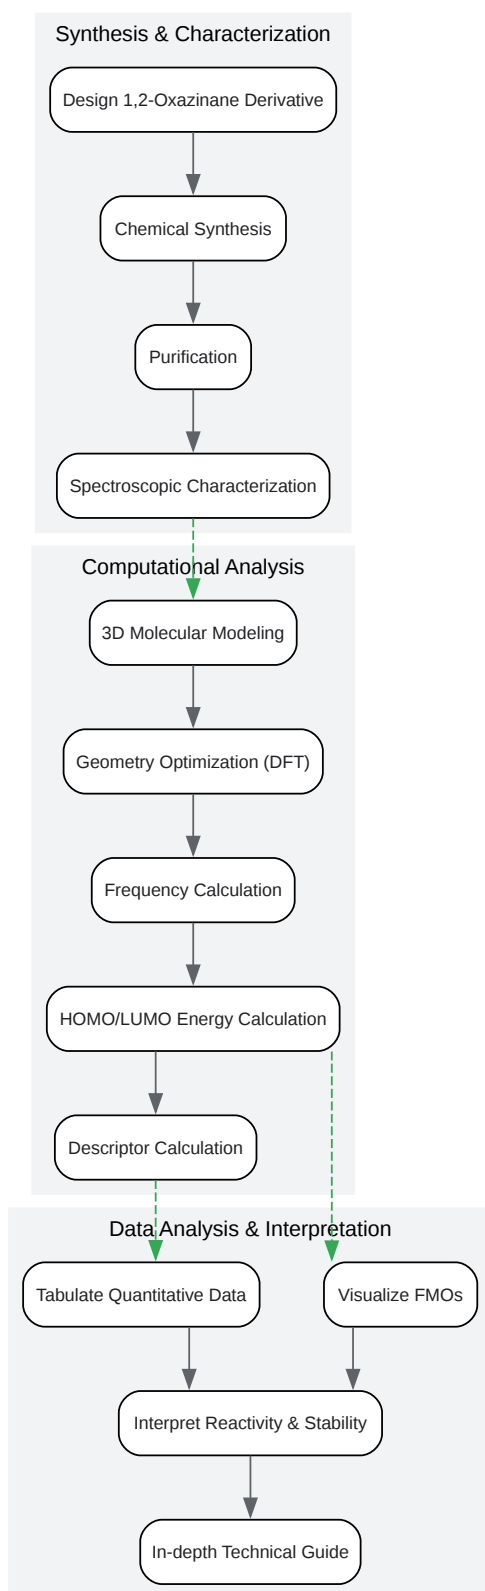 Synthesis & Characterization
Design 1,2-Oxazinane Derivative
Chemical Synthesis
Purification
Spectroscopic Characterization
Computational Analysis
3D Molecular Modeling
Geometry Optimization (DFT)
Frequency Calculation
HOMO/LUMO Energy Calculation
Descriptor Calculation
Data Analysis & Interpretation
Tabulate Quantitative Data
Visualize FMOs
Interpret Reactivity & Stability
In-depth Technical Guide